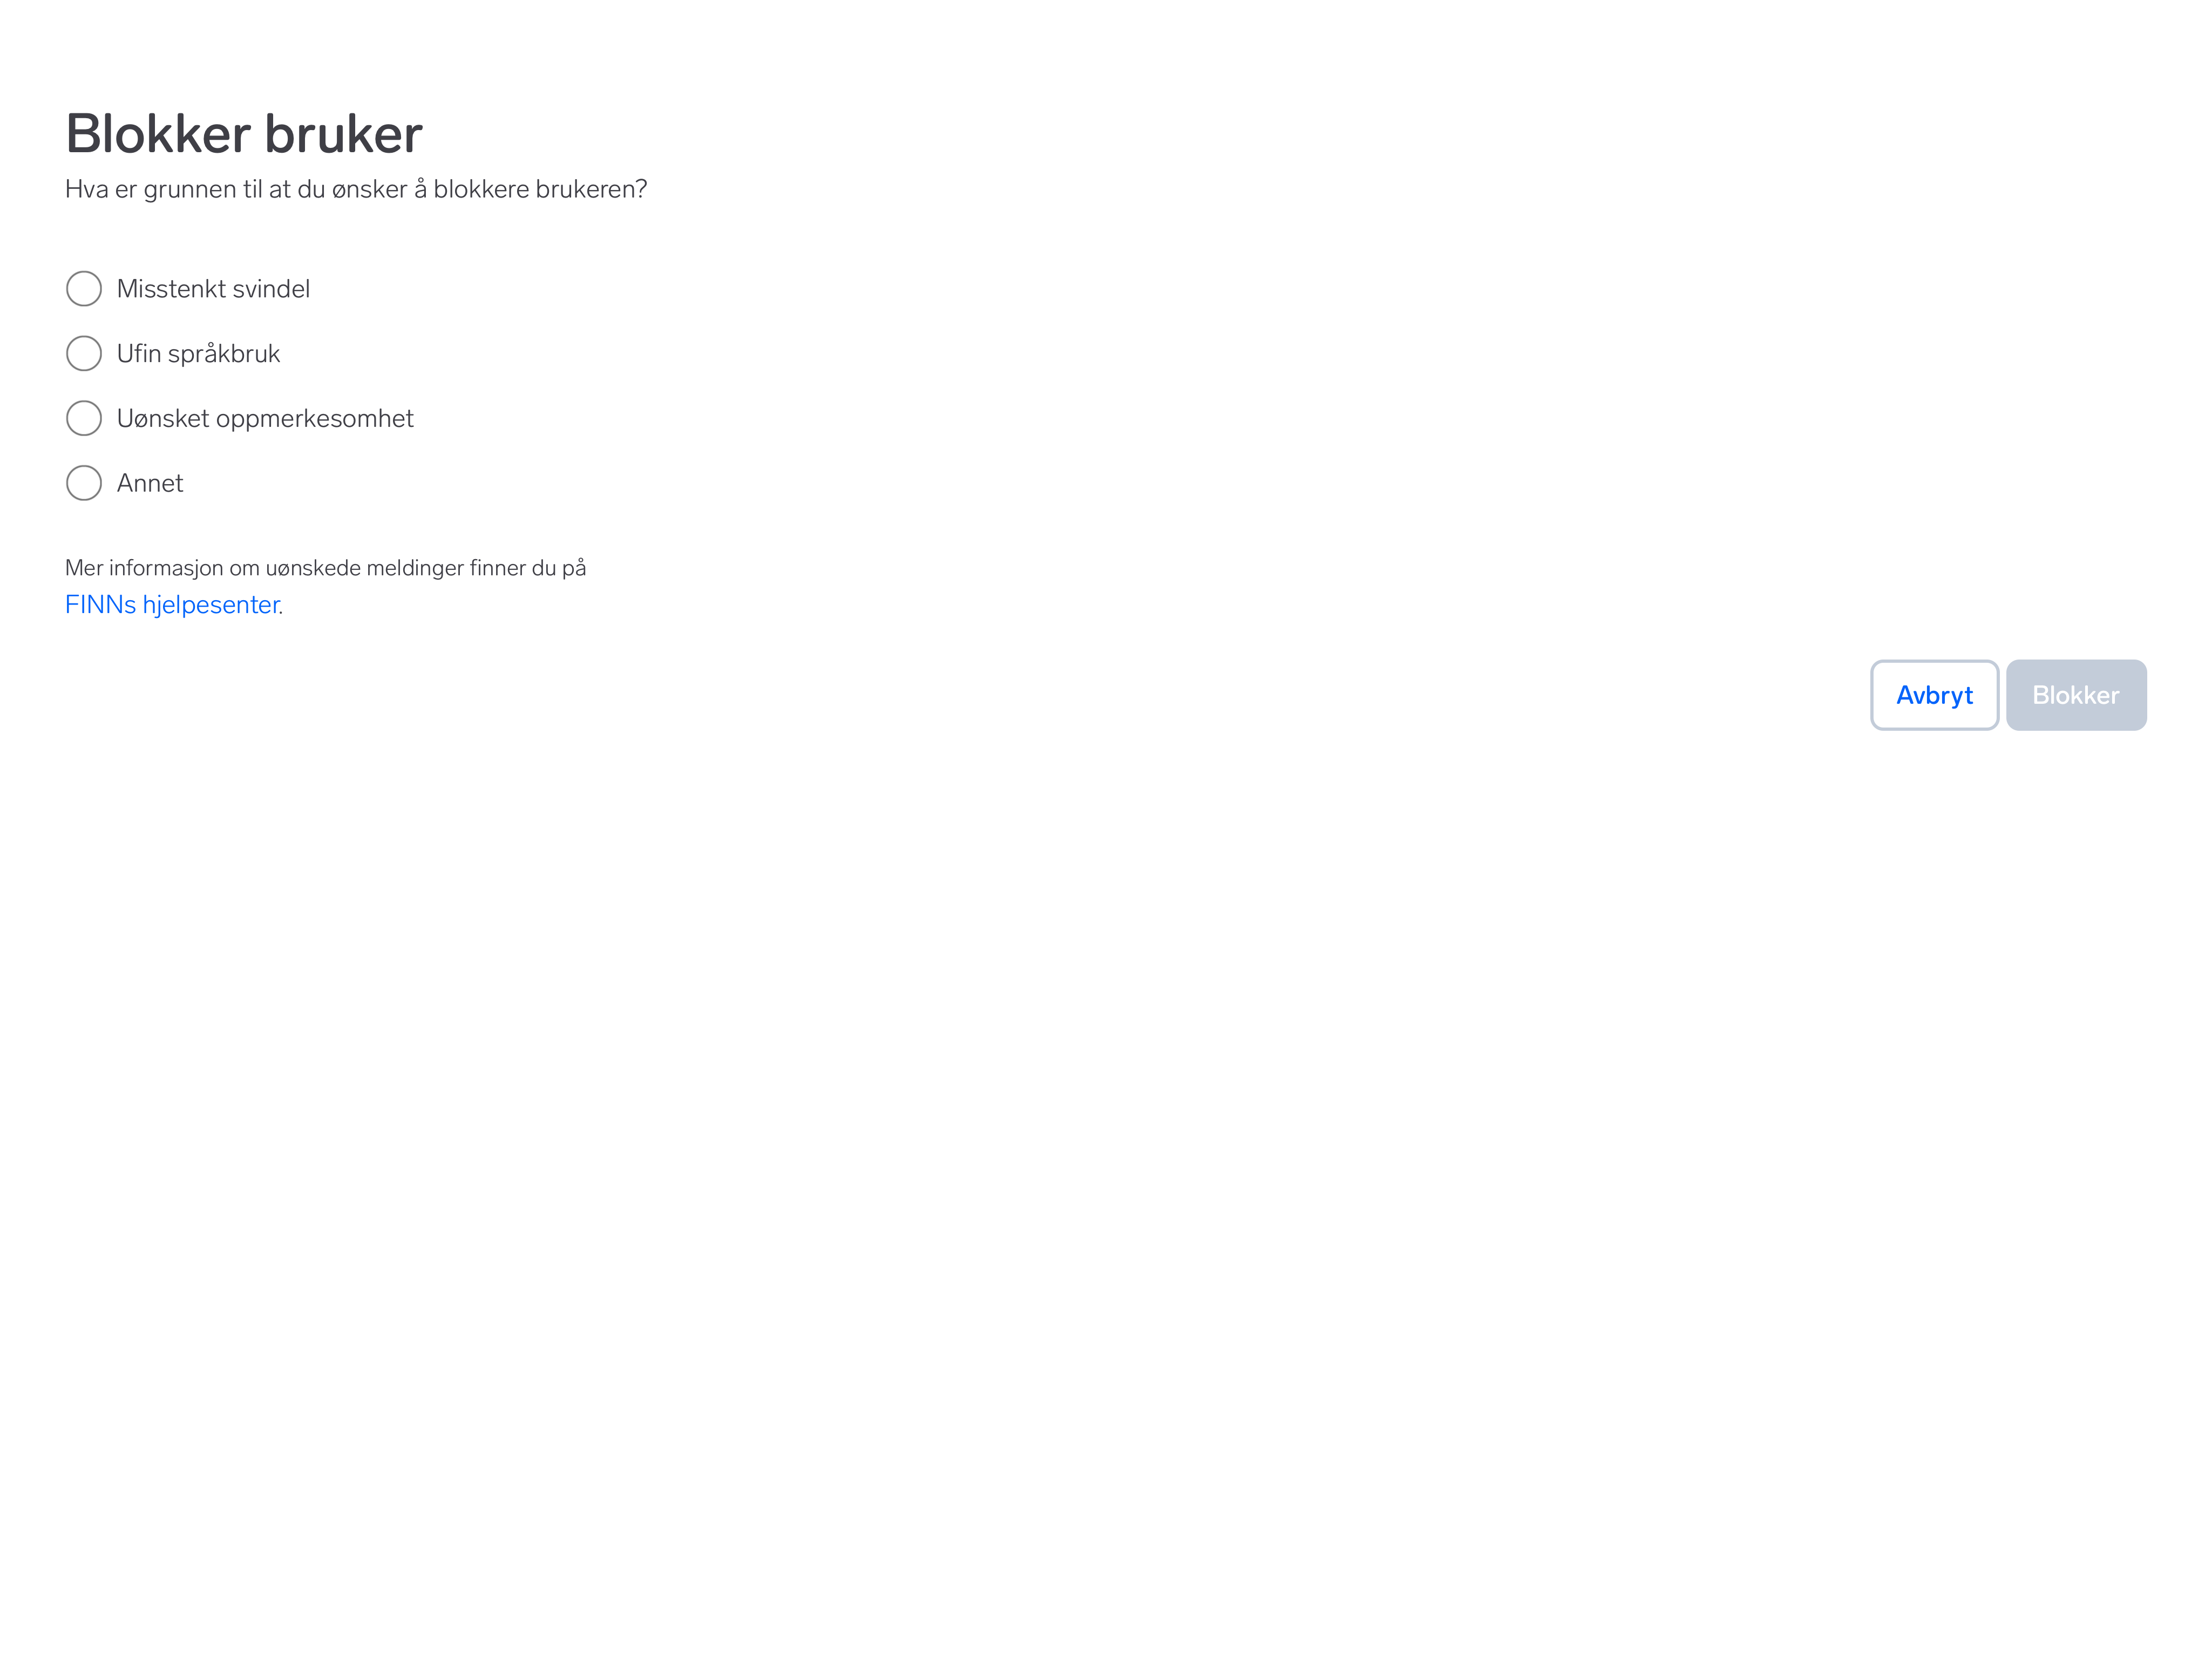 Blokker bruker
Hva er grunnen til at du ønsker å blokkere brukeren?
Misstenkt svindel
Ufin språkbruk
Uønsket oppmerkesomhet
Annet
Mer informasjon om uønskede meldinger finner du på
FINNs hjelpesenter.
Avbryt
Blokker